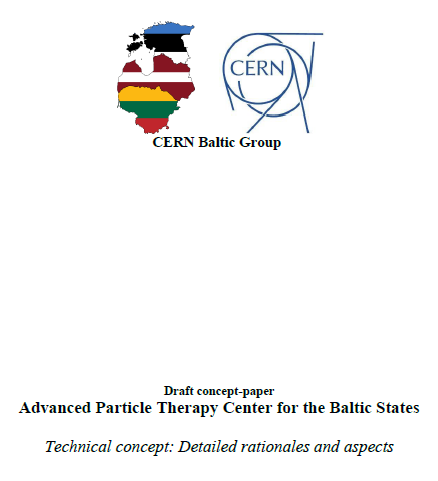 CERN
CERN Baltic Group
Draft concept-paper
Advanced Particle Therapy Center for the Baltic States
Technical concept: Detailed rationales and aspects